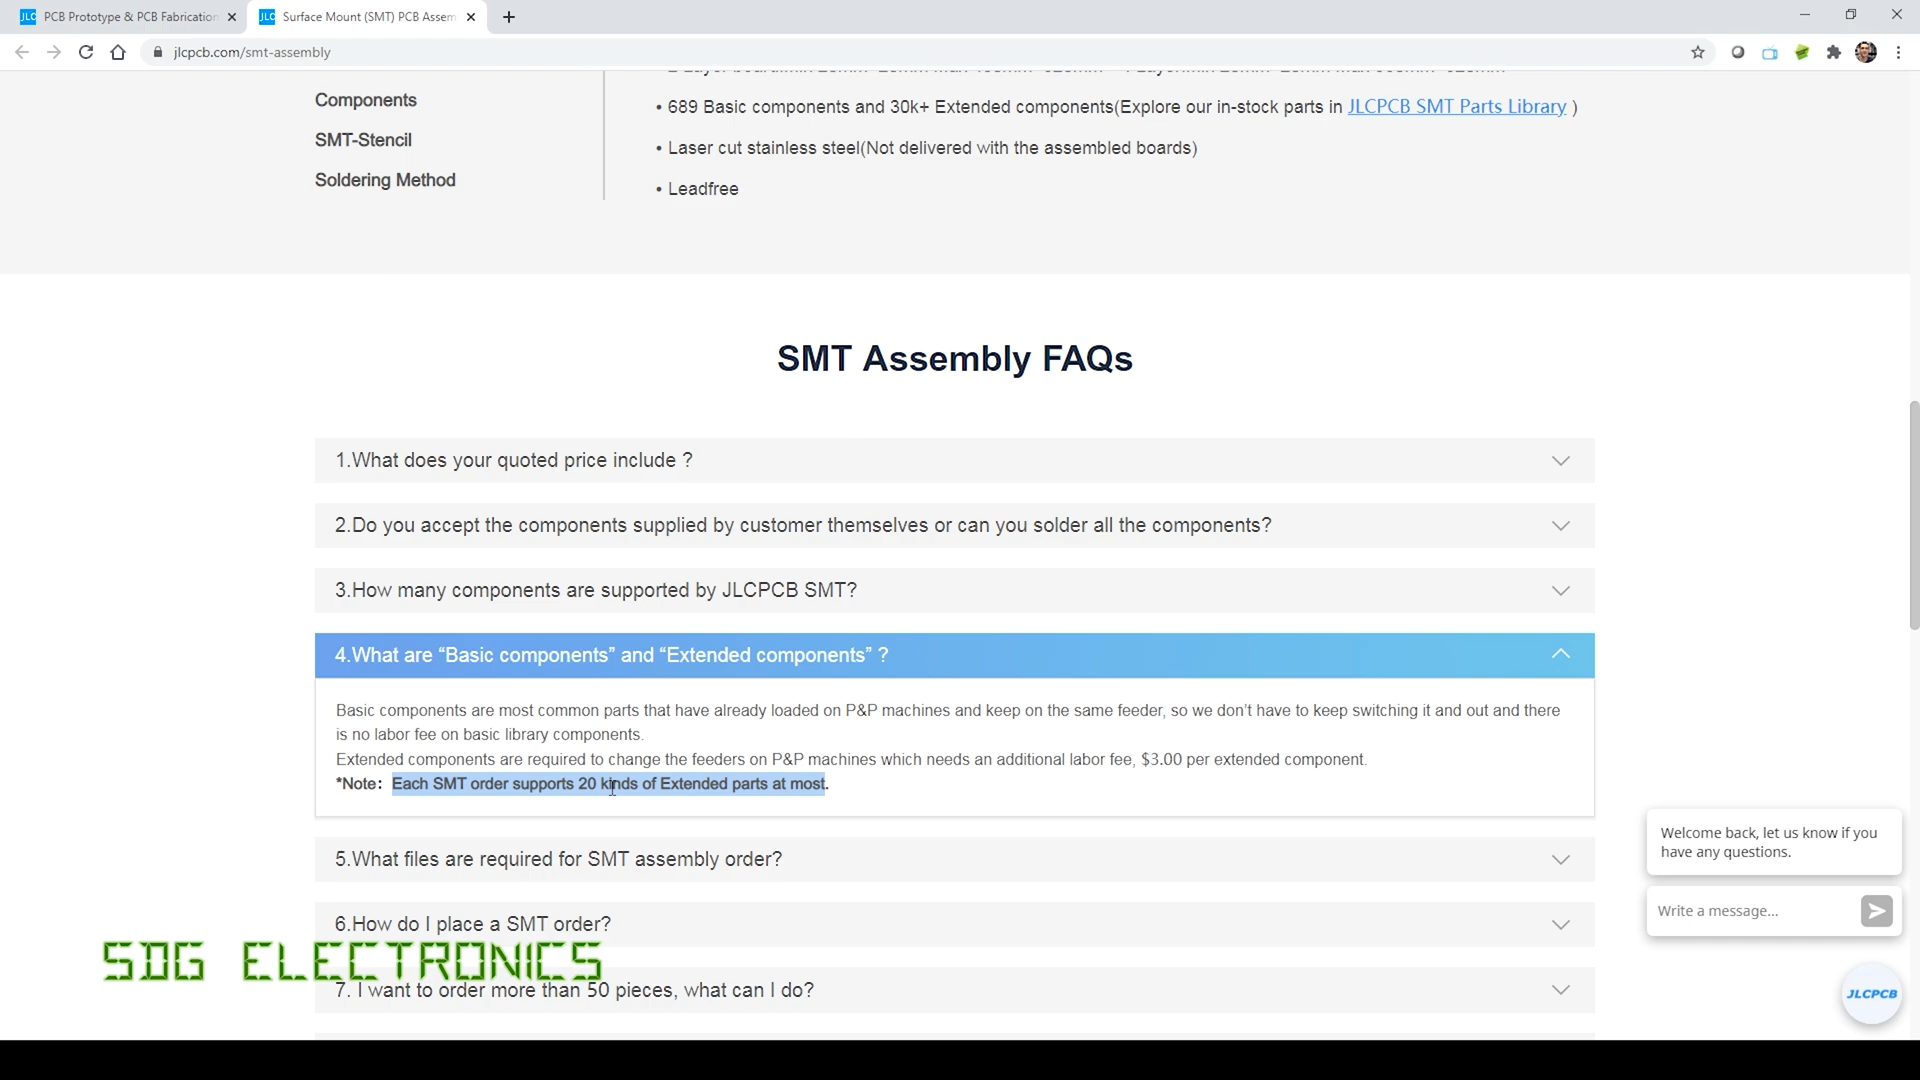 PCB Prototype & PCB Fabrication
Surface Mount (SMT) PCB Assem
jlcpcb.com/smt-assembly
Components
SMT-Stencil
Soldering Method
• 689 Basic components and 30k+ Extended components(Explore our in-stock parts in JLCPCB SMT Parts Library )
• Laser cut stainless steel(Not delivered with the assembled boards)
• Leadfree
SMT Assembly FAQs
1.What does your quoted price include ?
2.Do you accept the components supplied by customer themselves or can you solder all the components?
3.How many components are supported by JLCPCB SMT?
4.What are “Basic components” and “Extended components” ?
Basic components are most common parts that have already loaded on P&P machines and keep on the same feeder, so we don’t have to keep switching it and out and there
is no labor fee on basic library components.
Extended components are required to change the feeders on P&P machines which needs an additional labor fee, $3.00 per extended component.
*Note: Each SMT order supports 20 kinds of Extended parts at most.
5.What files are required for SMT assembly order?
6.How do I place a SMT order?
7. I want to order more than 50 pieces, what can I do?
Welcome back, let us know if you
have any questions.
Write a message...
JLCPCB
SDG ELECTRONICS